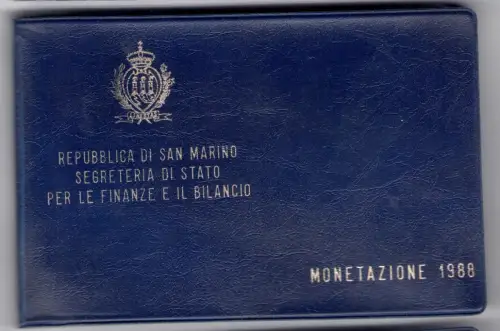 REPUBBLICA DI SAN MARINO
SEGRETERIA DI STATO
PER LE FINANZE E IL BILANCIO
MONETAZIONE 1988